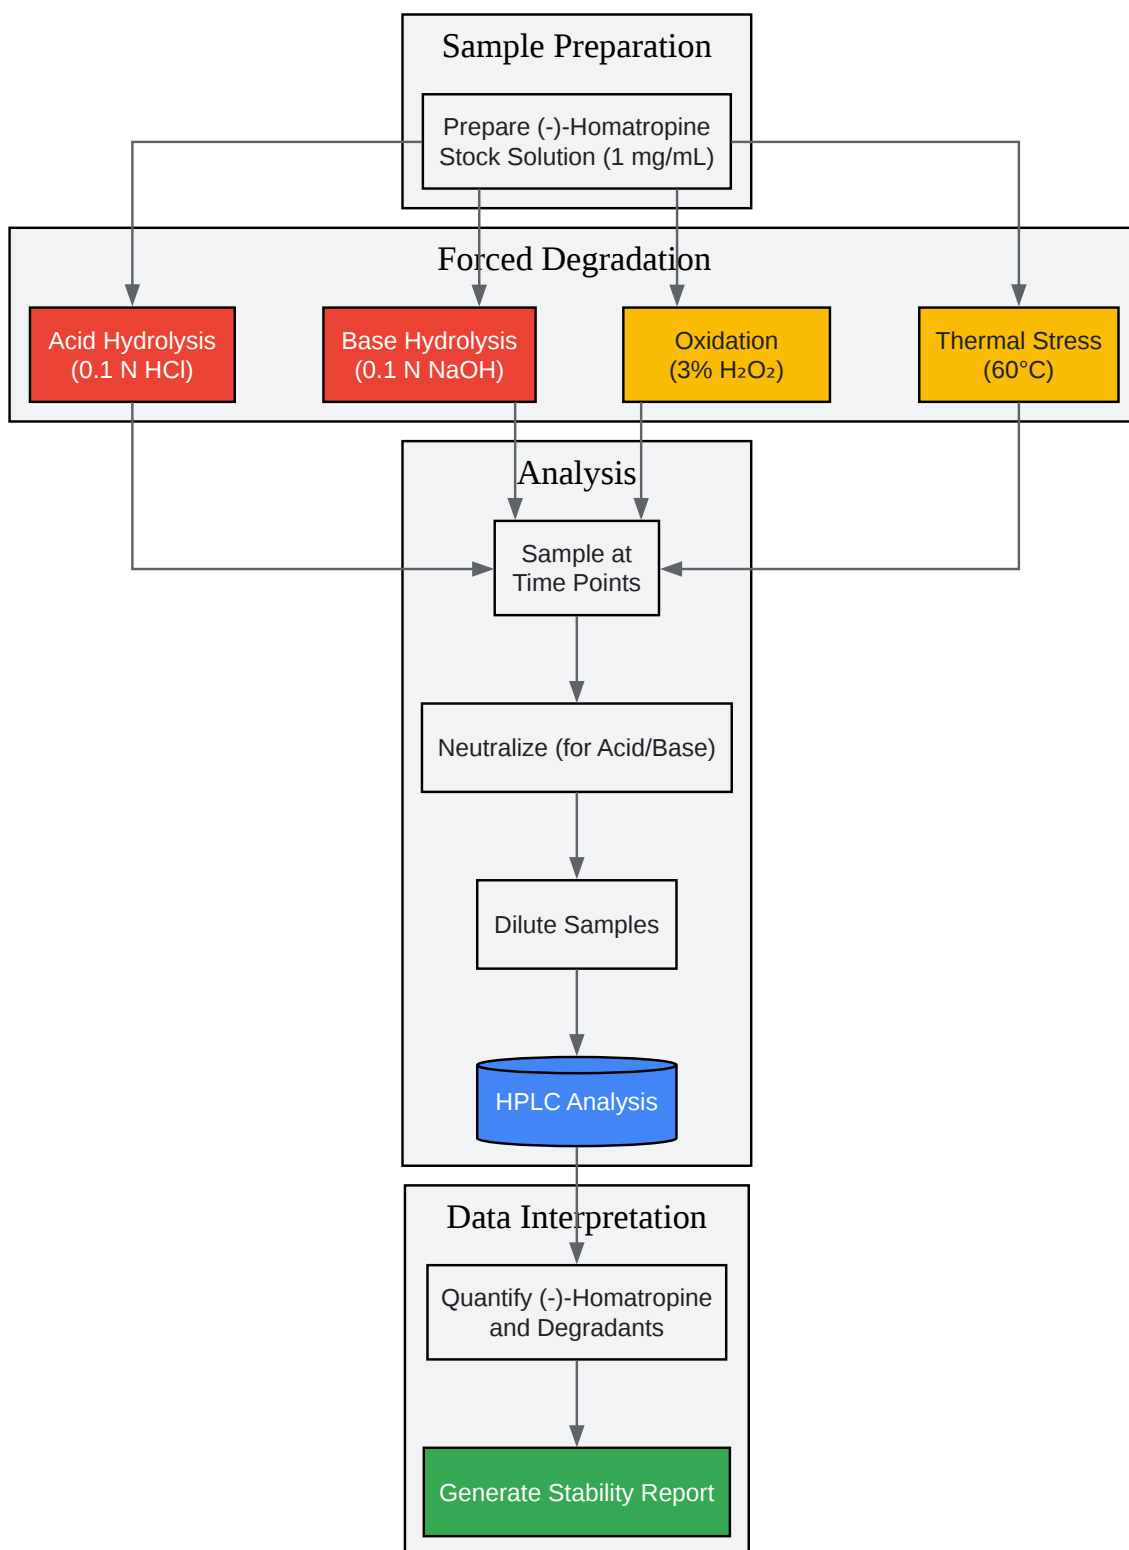 Sample Preparation
Prepare (-)-Homatropine
Stock Solution (1 mg/mL)
Forced Degradation
Acid Hydrolysis
(0.1 N HCl)
Base Hydrolysis
(0.1 N NaOH)
Oxidation
(3% H₂O₂)
Thermal Stress
(60°C)
Analysis
Sample at
Time Points
Neutralize (for Acid/Base)
Dilute Samples
HPLC Analysis
Data Interpretation
Quantify (-)-Homatropine
and Degradants
Generate Stability Report